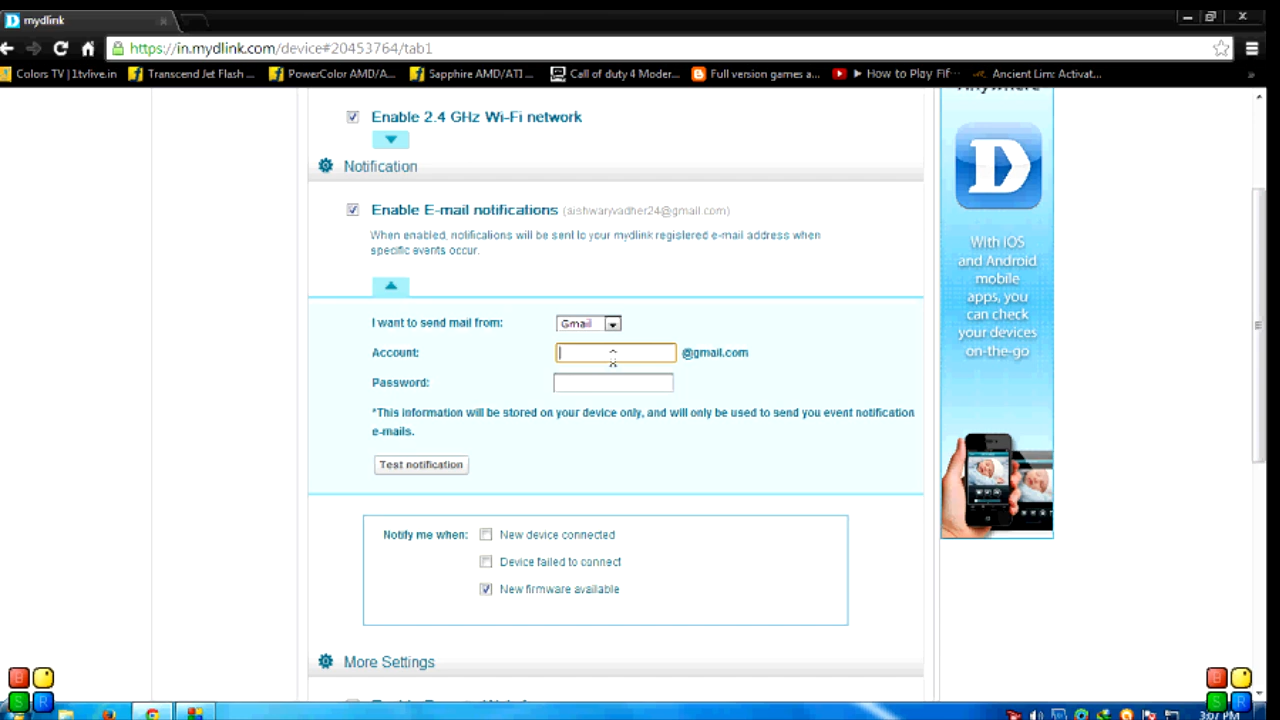 mydlink
https://in.mydlink.com/device#20453764/tab1
Colors TV | 1tvlive.in
Transcend Jet Flash ...
PowerColor AMD/A...
Sapphire AMD/ATI ...
Call of duty 4 Moder...
Full version games a...
► How to Play Fif...
Ancient Lim: Activat...
»
Anywhere
Enable 2.4 GHz Wi-Fi network
Notification
Enable E-mail notifications (aishwaryvadher24@gmail.com)
When enabled, notifications will be sent to your mydlink registered e-mail address when
specific events occur.
I want to send mail from:
Gmail
Account:
@gmail.com
Password:
*This information will be stored on your device only, and will only be used to send you event notification
e-mails.
Test notification
Notify me when:
New device connected
Device failed to connect
New firmware available
More Settings
D
With iOS
and Android
mobile
apps, you
can check
your devices
on-the-go
B
S
R
B
S
R
3:07 PM